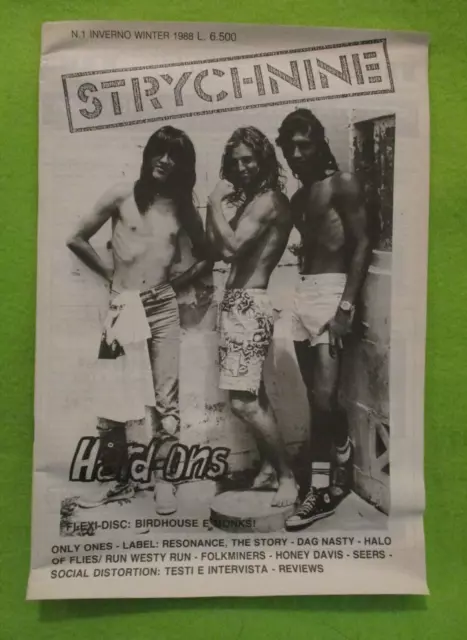 N.1 INVERNO WINTER 1988 L. 6.500
STRYCHNINE
Hard-Ons
FLEXI-DISC: BIRDHOUSE E MONKS!
ONLY ONES - LABEL: RESONANCE, THE STORY - DAG NASTY - HALO
OF FLIES/ RUN WESTY RUN - FOLKMINERS - HONEY DAVIS - SEERS -
SOCIAL DISTORTION: TESTI E INTERVISTA - REVIEWS